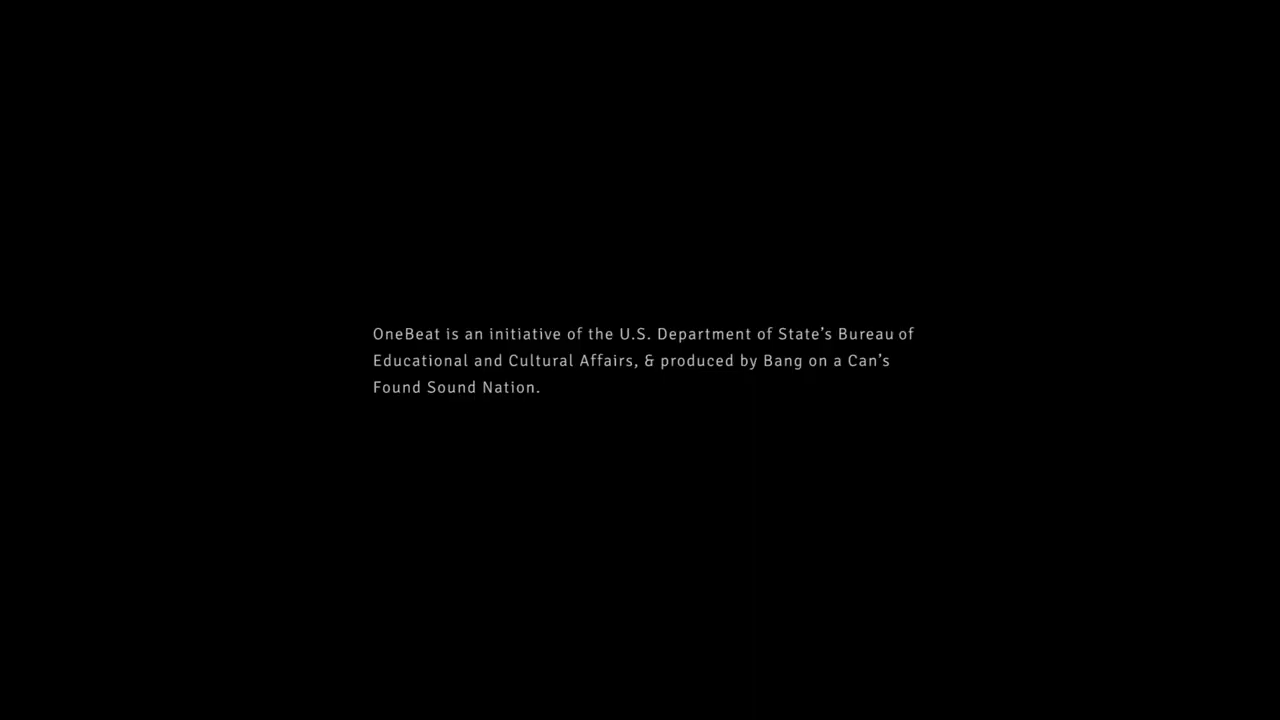 OneBeat is an initiative of the U.S. Department of State’s Bureau of
Educational and Cultural Affairs, & produced by Bang on a Can’s
Found Sound Nation.